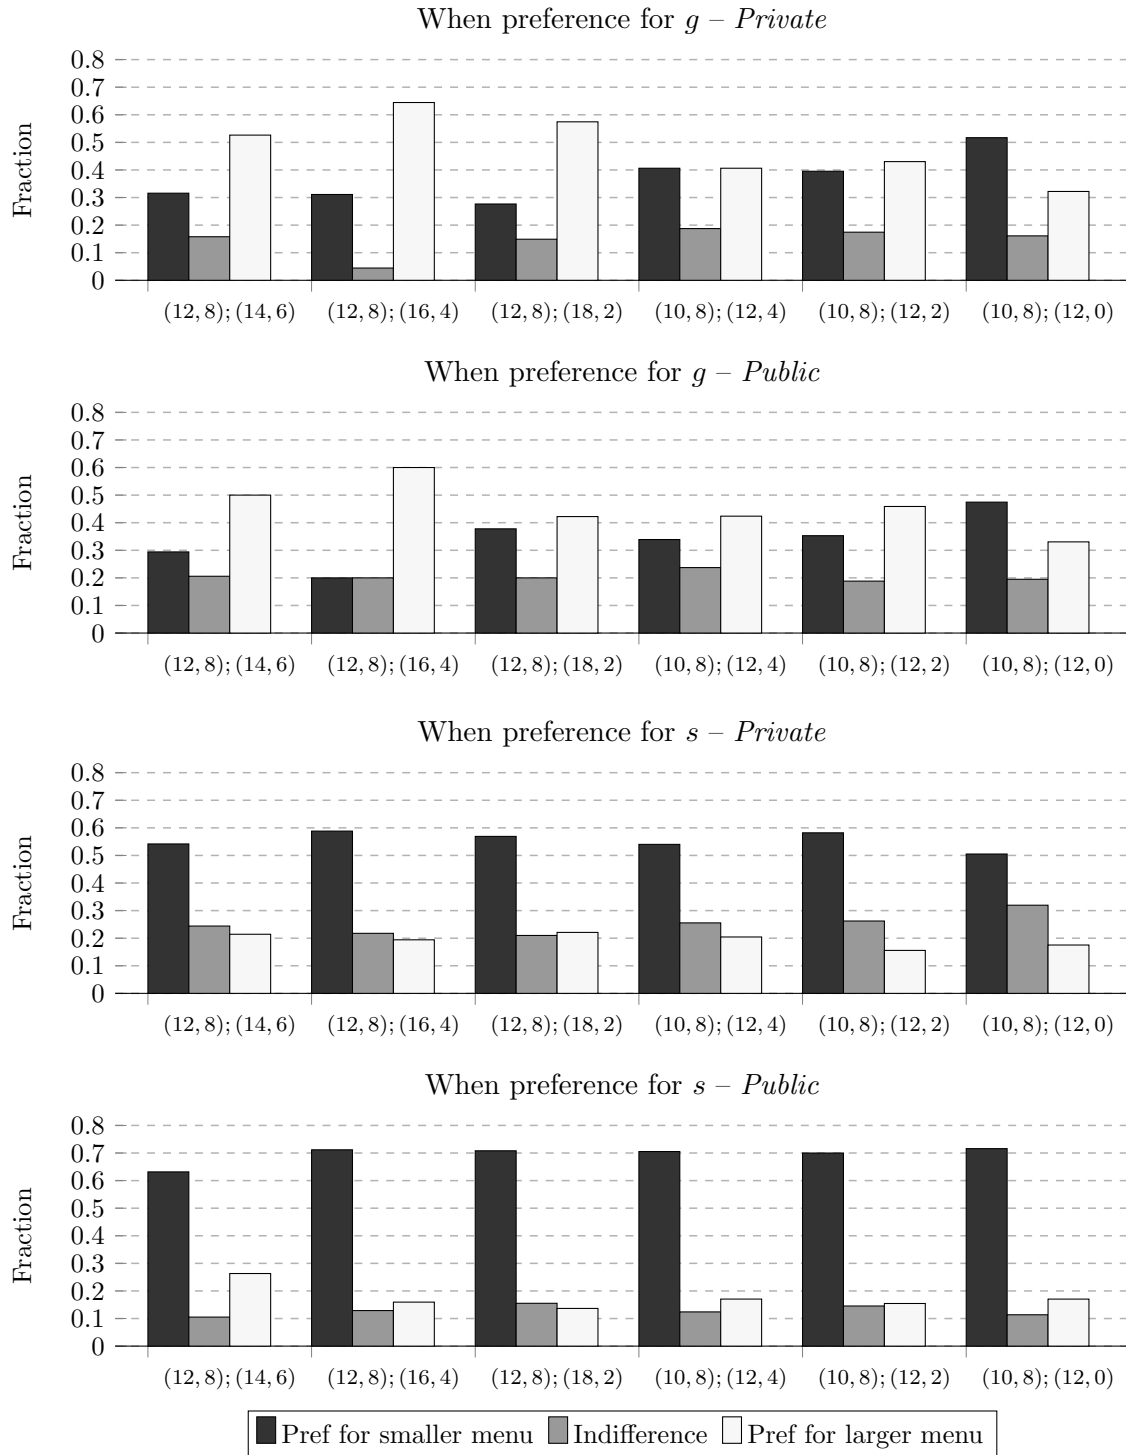 When preference for g – Private
Fraction
0.8
0.7
0.6
0.5
0.4
0.3
0.2
0.1
0
(12, 8); (14, 6) (12, 8); (16, 4) (12, 8); (18, 2) (10, 8); (12, 4) (10, 8); (12, 2) (10, 8); (12, 0)
When preference for g – Public
Fraction
0.8
0.7
0.6
0.5
0.4
0.3
0.2
0.1
0
(12, 8); (14, 6) (12, 8); (16, 4) (12, 8); (18, 2) (10, 8); (12, 4) (10, 8); (12, 2) (10, 8); (12, 0)
When preference for s – Private
Fraction
0.8
0.7
0.6
0.5
0.4
0.3
0.2
0.1
0
(12, 8); (14, 6) (12, 8); (16, 4) (12, 8); (18, 2) (10, 8); (12, 4) (10, 8); (12, 2) (10, 8); (12, 0)
When preference for s – Public
Fraction
0.8
0.7
0.6
0.5
0.4
0.3
0.2
0.1
0
(12, 8); (14, 6) (12, 8); (16, 4) (12, 8); (18, 2) (10, 8); (12, 4) (10, 8); (12, 2) (10, 8); (12, 0)
Pref for smaller menu Indifference Pref for larger menu